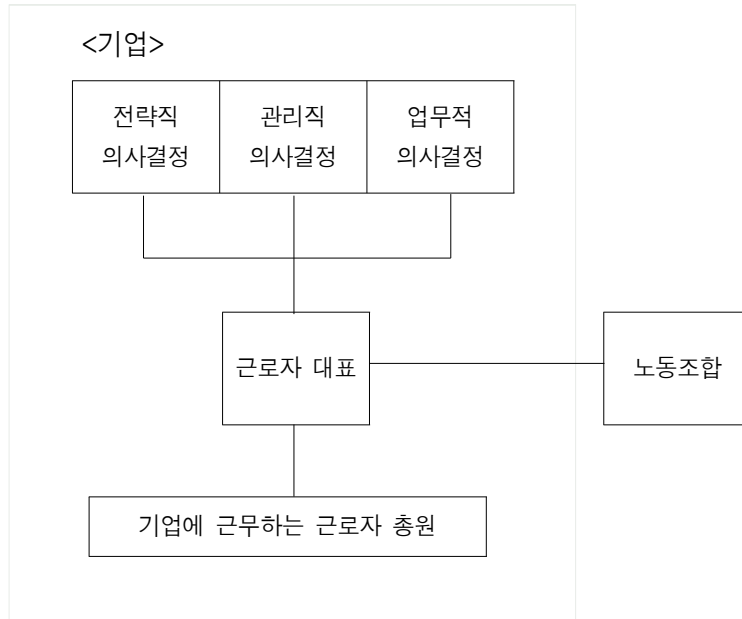 <기업>
전략직
의사결정
관리직
의사결정
업무적
의사결정
근로자 대표
노동조합
기업에 근무하는 근로자 총원